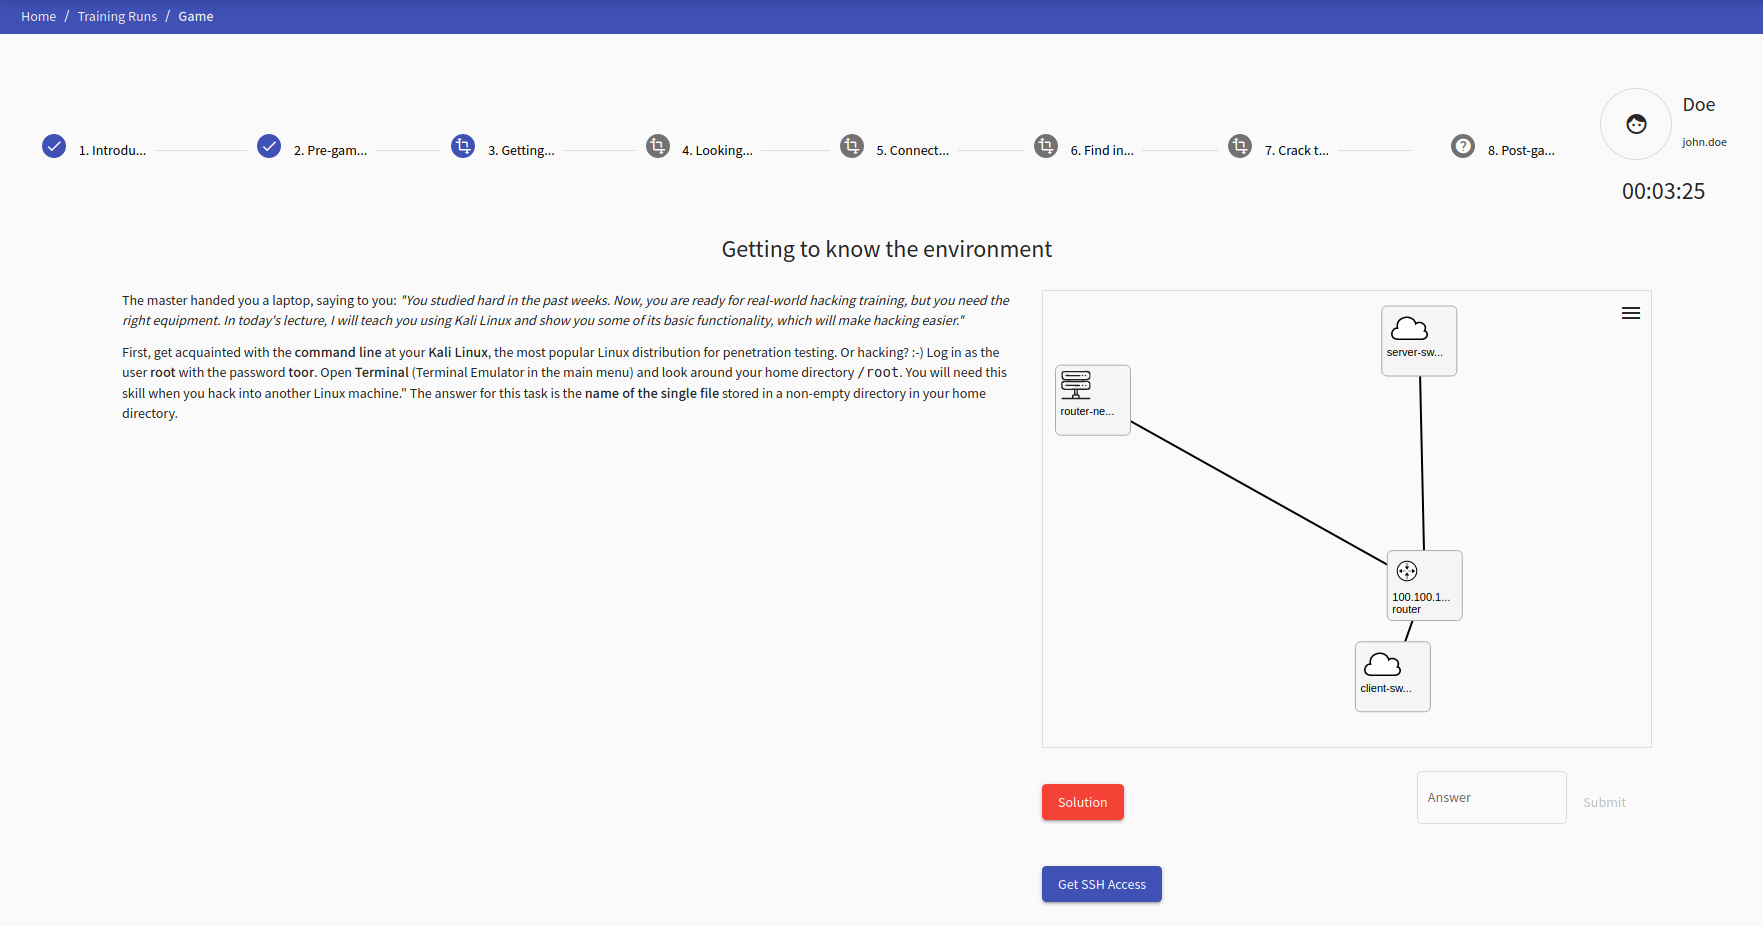 Home / Training Runs / Game
Doe
john.doe
1. Introdu...
2. Pre-gam...
3. Getting...
4. Looking...
5. Connect...
6. Find in...
7. Crack t...
8. Post-ga...
00:03:25
Getting to know the environment
The master handed you a laptop, saying to you: "You studied hard in the past weeks. Now, you are ready for real-world hacking training, but you need the
right equipment. In today's lecture, I will teach you using Kali Linux and show you some of its basic functionality, which will make hacking easier."
First, get acquainted with the command line at your Kali Linux, the most popular Linux distribution for penetration testing. Or hacking? :-) Log in as the
user root with the password toor. Open Terminal (Terminal Emulator in the main menu) and look around your home directory /root. You will need this
skill when you hack into another Linux machine." The answer for this task is the name of the single file stored in a non-empty directory in your home
directory.
server-sw...
router-ne...
100.100.1...
router
client-sw...
Solution
Answer
Submit
Get SSH Access